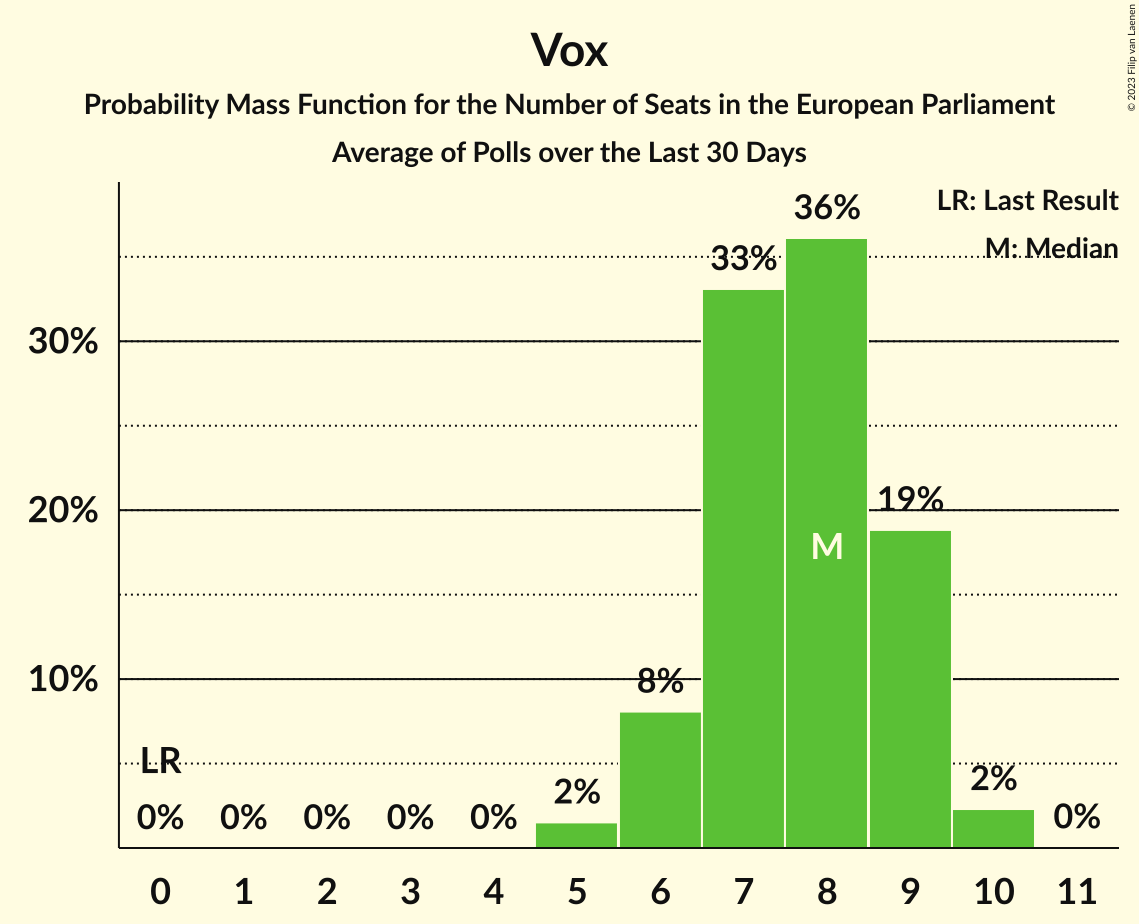 Vox
Probability Mass Function for the Number of Seats in the European Parliament
Average of Polls over the Last 30 Days
© 2023 Filip van Laenen
LR: Last Result
M: Median
36%
33%
30%
20%
19%
M
10%
8%
LR
2%
2%
0% 0% 0% 0% 0% 0%
0 1 2 3 4 5 6 7 8 9 10 11